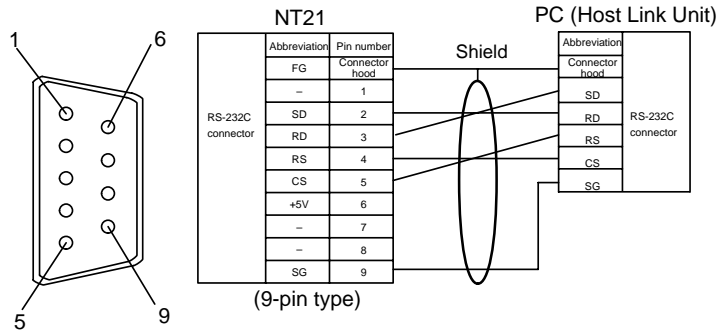 NT21
PC (Host Link Unit)
1
6
5
9
RS-232C
connector
Abbreviation Pin number
FG Connector
hood
– 1
SD 2
RD 3
RS 4
CS 5
+5V 6
– 7
– 8
SG 9
(9-pin type)
Shield
Abbreviation
Connector
hood
SD
RD
RS
CS
SG
RS-232C
connector